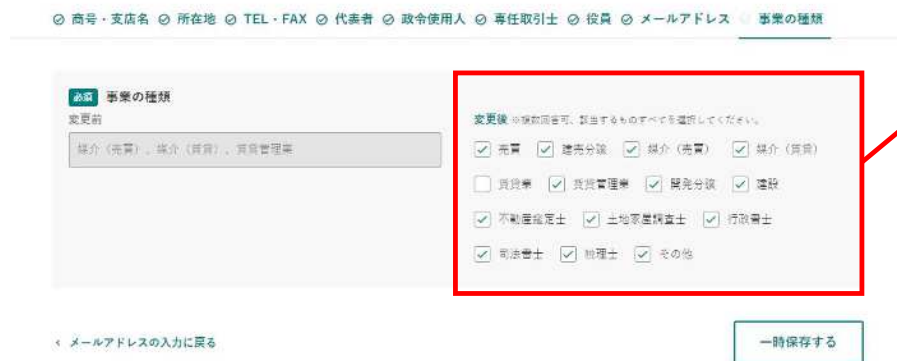 商号・支店名 所在地 TEL・FAX 代表者 政令使用人 専任取引士 役員 メールアドレス 事業の種類
必須 事業の種類
変更前
媒介（売買）、媒介（賃貸）、賃貸管理業
変更後 ※複数回答可、該当するものすべてを選択してください。
売買 建売分譲 媒介（売買） 媒介（賃貸）
賃貸業 賃貸管理業 開発分譲 建設
不動産鑑定士 土地家屋調査士 行政書士
司法書士 税理士 その他
< メールアドレスの入力に戻る
一時保存する